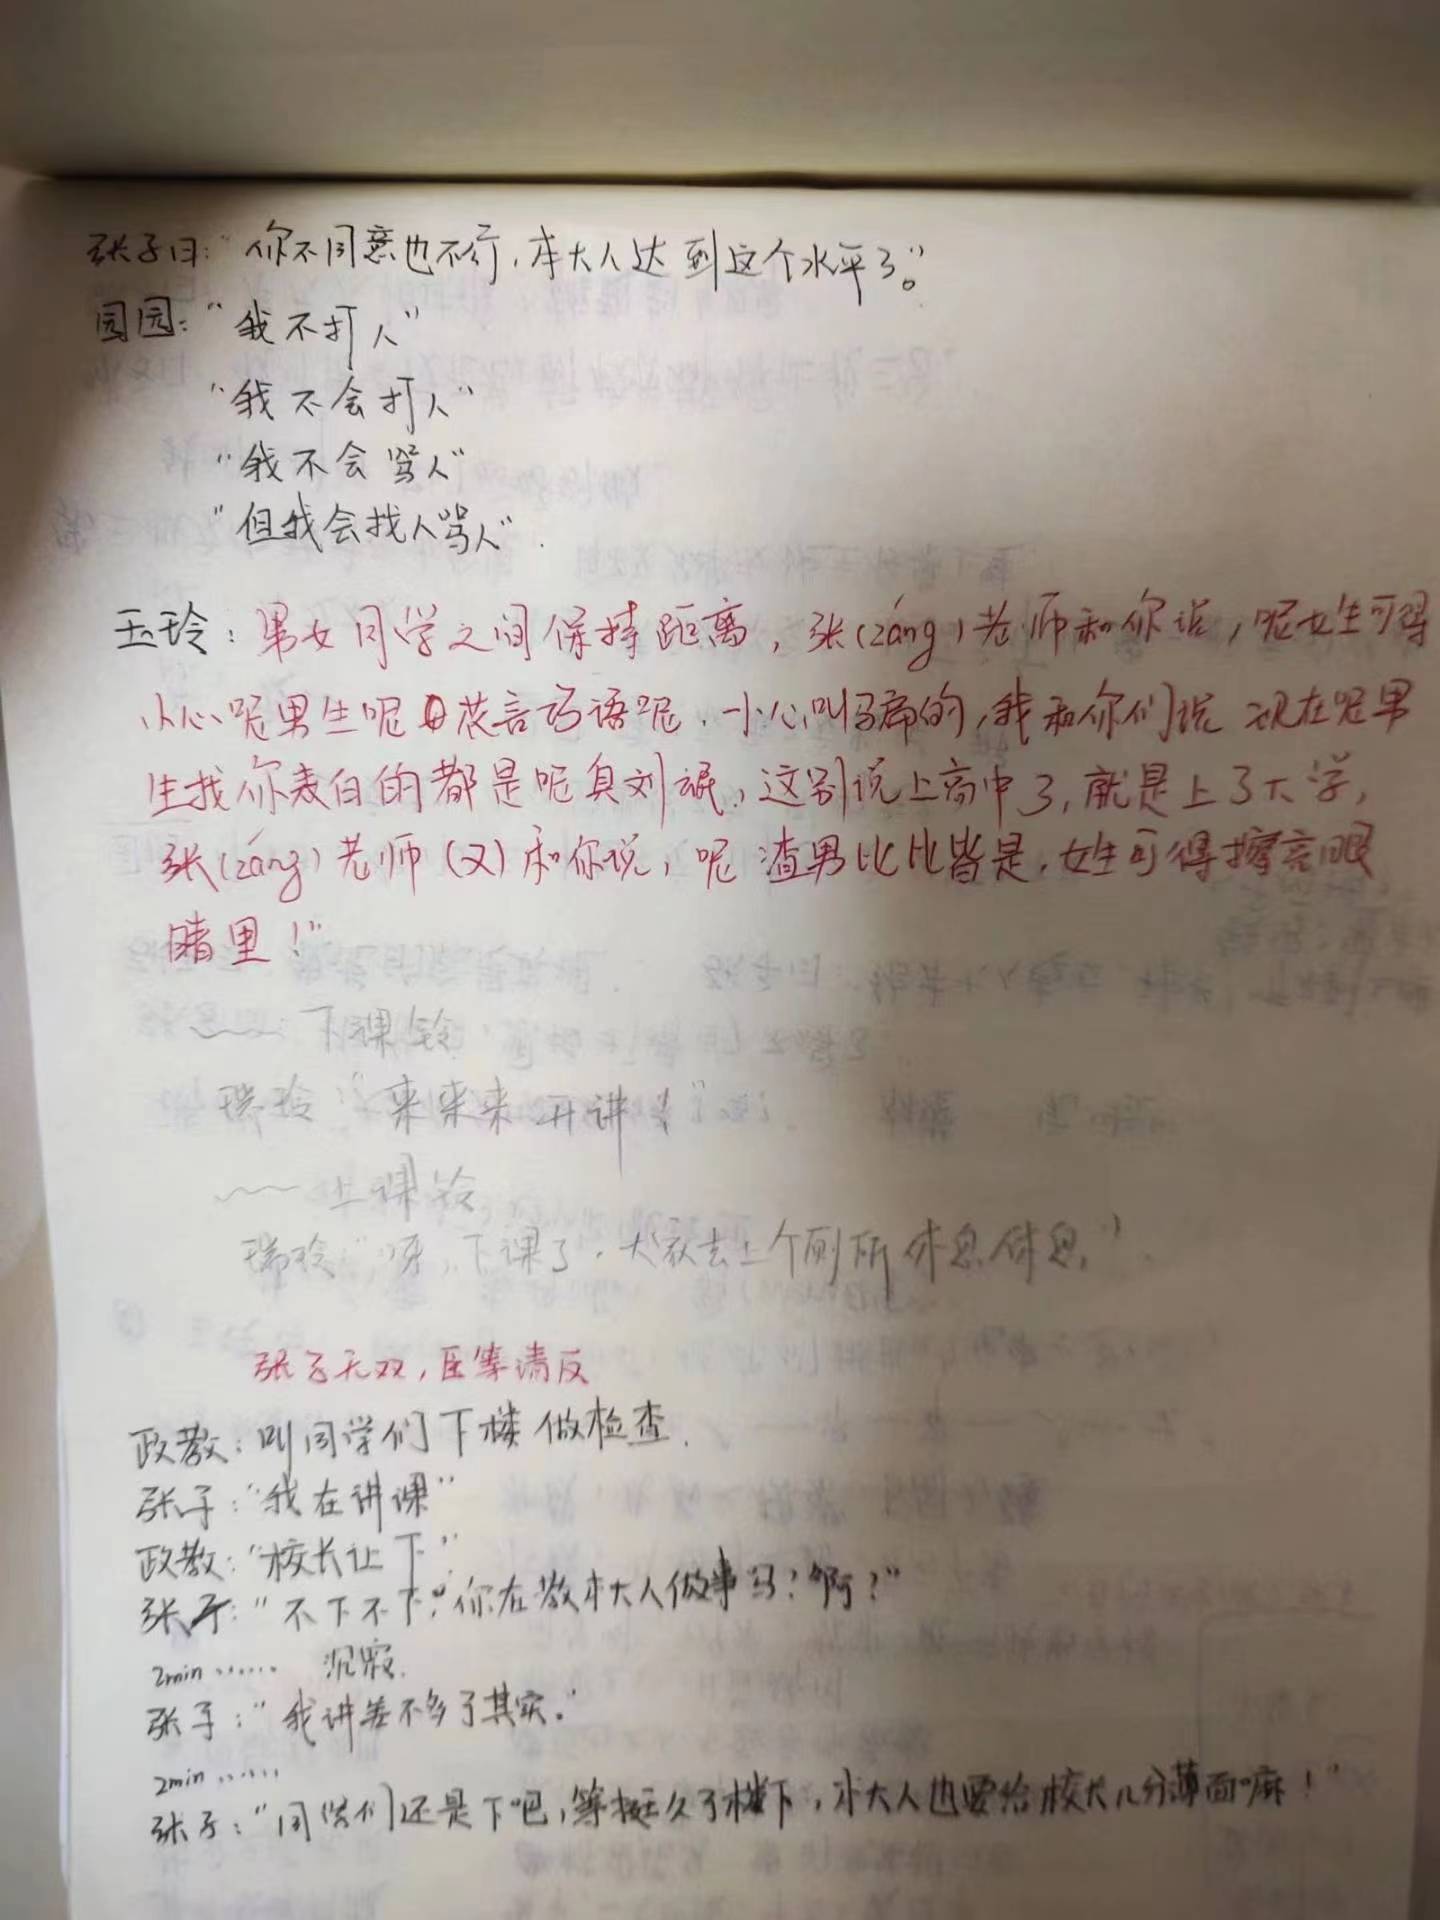 张子曰：“你不同意也不行，本大人达到这个水平了。”
园园：“我不打人”
“我不会打人”
“我不会骂人”
“但我会找人骂人”.
玉玲：男女同学之间保持距离，张(záng)老师和你说，呢女生可得
小心呢男生呢花言巧语呢，小心叫骗的，我和你们说 现在呢男
生找你表白的都是呢臭刘氓，这别说上高中了，就是上了大学，
张(záng)老师(又)和你说，呢 渣男比比皆是，女生可得擦亮眼
睛里！”
~~~ 下课铃
瑞玲：“来来来 开讲！”
~~~ 上课铃
瑞玲：“呀，下课了，大家去上个厕所休息休息.”
张子无双，臣等请反
政教：叫同学们下楼做检查.
张子：“我在讲课”
政教：“校长让下”
张子：“不下不下，你在教本大人做事吗？啊？”
2min …… 沉寂.
张子：“我讲差不多了其实.”
2min ……
张子：“同学们还是下吧，等挺久了楼下，本大人也要给校长几分薄面嘛！”